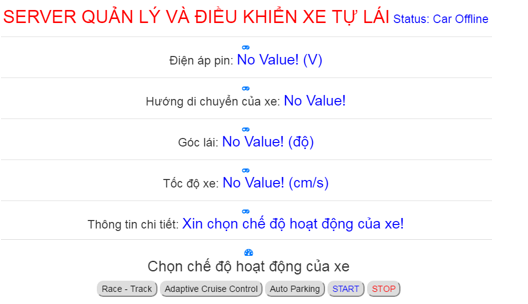 SERVER QUẢN LÝ VÀ ĐIỀU KHIỂN XE TỰ LÁI Status: Car Offline
Điện áp pin: No Value! (V)
Hướng di chuyển của xe: No Value!
Góc lái: No Value! (độ)
Tốc độ xe: No Value! (cm/s)
Thông tin chi tiết: Xin chọn chế độ hoạt động của xe!
Chọn chế độ hoạt động của xe
Race - Track Adaptive Cruise Control Auto Parking START STOP